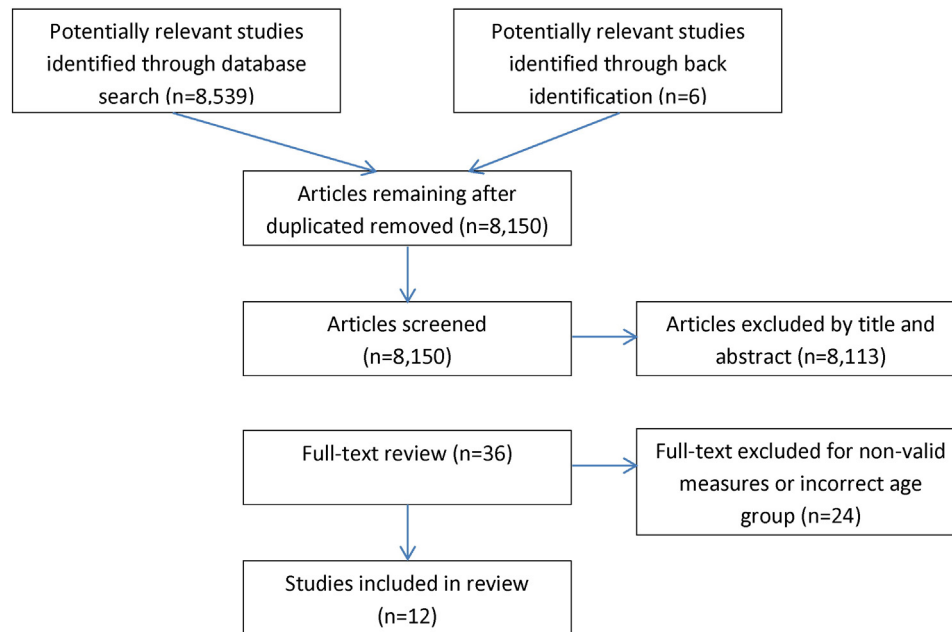 Potentially relevant studies
identified through database
search (n=8,539)
Potentially relevant studies
identified through back
identification (n=6)
Articles remaining after
duplicated removed (n=8,150)
Articles screened
(n=8,150)
Articles excluded by title and
abstract (n=8,113)
Full-text review (n=36)
Full-text excluded for non-valid
measures or incorrect age
group (n=24)
Studies included in review
(n=12)